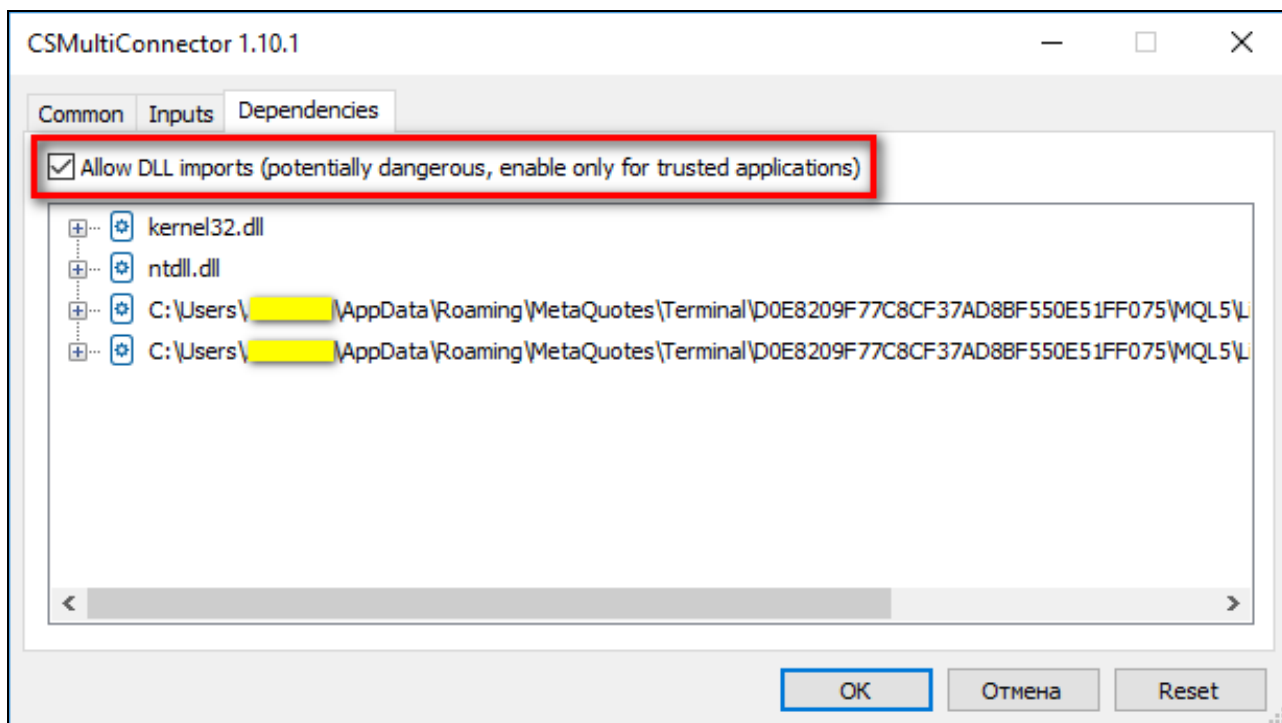 CSMultiConnector 1.10.1
Common Inputs Dependencies
Allow DLL imports (potentially dangerous, enable only for trusted applications)
kernel32.dll
ntdll.dll
C:\Users\ \AppData\Roaming\MetaQuotes\Terminal\D0E8209F77C8CF37AD8BF550E51FF075\MQL5\Li
C:\Users\ \AppData\Roaming\MetaQuotes\Terminal\D0E8209F77C8CF37AD8BF550E51FF075\MQL5\Li
OK Отмена Reset